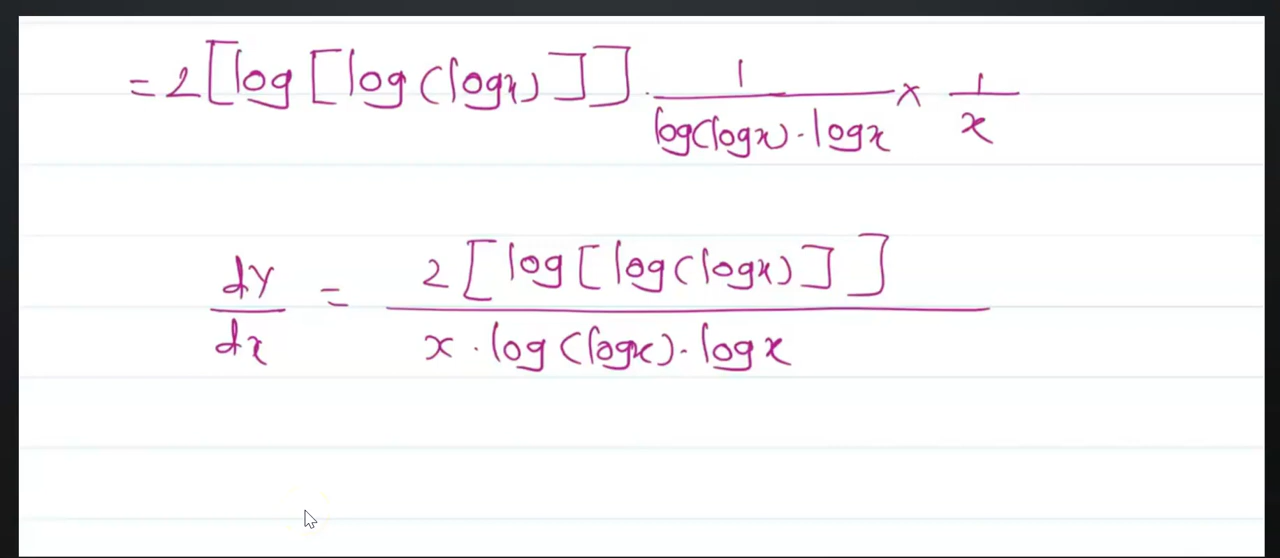 = 2 [log [log (log x)]] . 1/(log(log x) · log x) × 1/x
dy/dx = 2 [log [log (log x)]] / (x · log (log x) · log x)